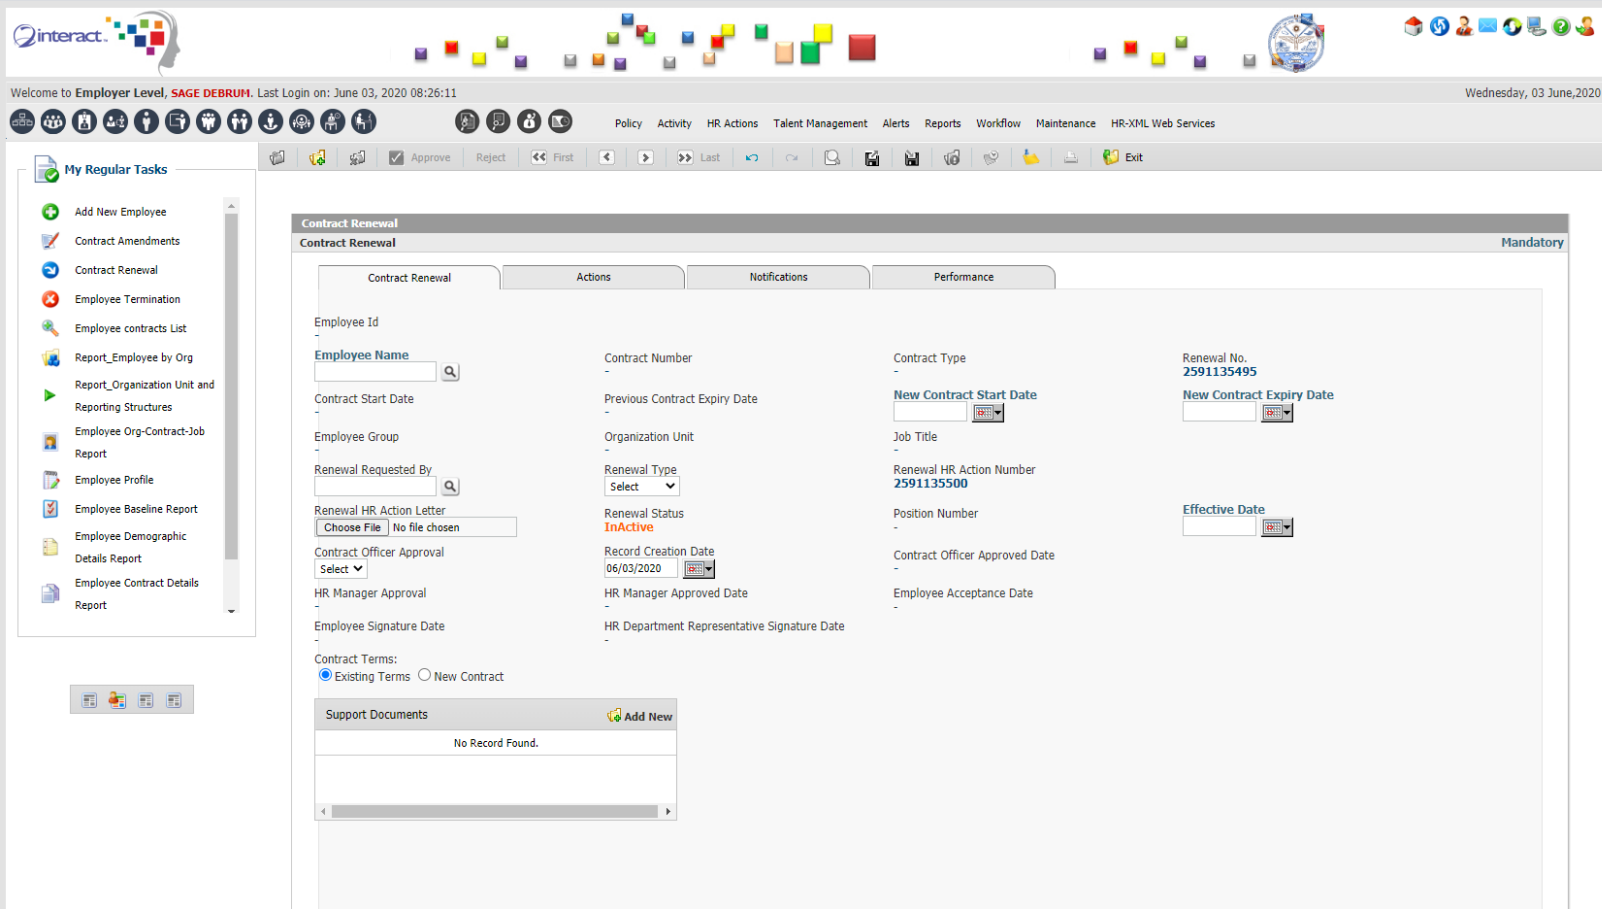 interact™
Welcome to Employer Level, SAGE DEBRUM. Last Login on: June 03, 2020 08:26:11
Wednesday, 03 June,2020
Policy Activity HR Actions Talent Management Alerts Reports Workflow Maintenance HR-XML Web Services
Approve Reject First Last Exit
My Regular Tasks
Add New Employee
Contract Amendments
Contract Renewal
Employee Termination
Employee contracts List
Report_Employee by Org
Report_Organization Unit and
Reporting Structures
Employee Org-Contract-Job
Report
Employee Profile
Employee Baseline Report
Employee Demographic
Details Report
Employee Contract Details
Report
Contract Renewal
Contract Renewal Mandatory
Contract Renewal Actions Notifications Performance
Employee Id
-
Employee Name Contract Number Contract Type Renewal No.
- - 2591135495
Contract Start Date Previous Contract Expiry Date New Contract Start Date New Contract Expiry Date
- -
Employee Group Organization Unit Job Title
- - -
Renewal Requested By Renewal Type Renewal HR Action Number
Select 2591135500
Renewal HR Action Letter Renewal Status Position Number Effective Date
Choose File No file chosen InActive -
Contract Officer Approval Record Creation Date Contract Officer Approved Date
Select 06/03/2020 -
HR Manager Approval HR Manager Approved Date Employee Acceptance Date
- - -
Employee Signature Date HR Department Representative Signature Date
- -
Contract Terms:
Existing Terms New Contract
Support Documents Add New
No Record Found.